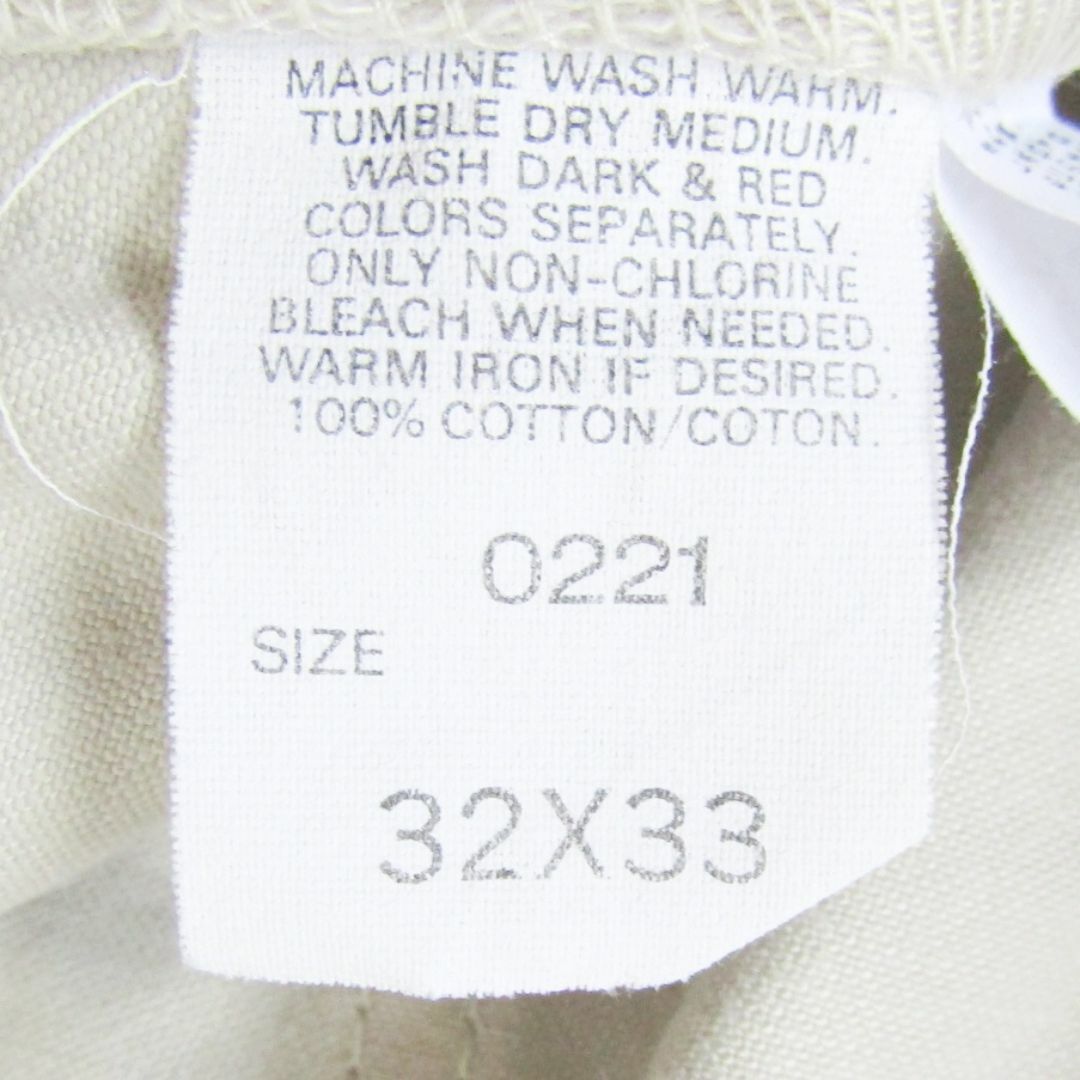 MACHINE WASH WARM.
TUMBLE DRY MEDIUM.
WASH DARK & RED
COLORS SEPARATELY.
ONLY NON-CHLORINE
BLEACH WHEN NEEDED.
WARM IRON IF DESIRED.
100% COTTON/COTON.
0221
SIZE
32X33